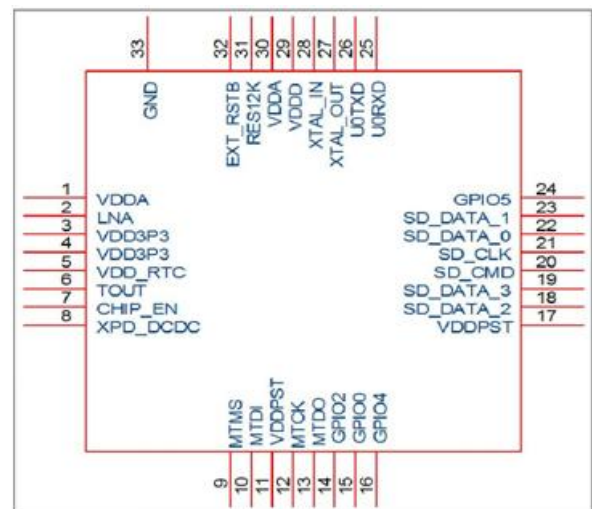 33 32 31 30 29 28 27 26 25
GND EXT_RSTB RES12K VDDA VDDD XTAL_IN XTAL_OUT U0TXD U0RXD
1 VDDA
2 LNA
3 VDD3P3
4 VDD3P3
5 VDD_RTC
6 TOUT
7 CHIP_EN
8 XPD_DCDC
GPIO5 24
SD_DATA_1 23
SD_DATA_0 22
SD_CLK 21
SD_CMD 20
SD_DATA_3 19
SD_DATA_2 18
VDDPST 17
MTMS MTDI VDDPST MTCK MTDO GPIO2 GPIO0 GPIO4
9 10 11 12 13 14 15 16